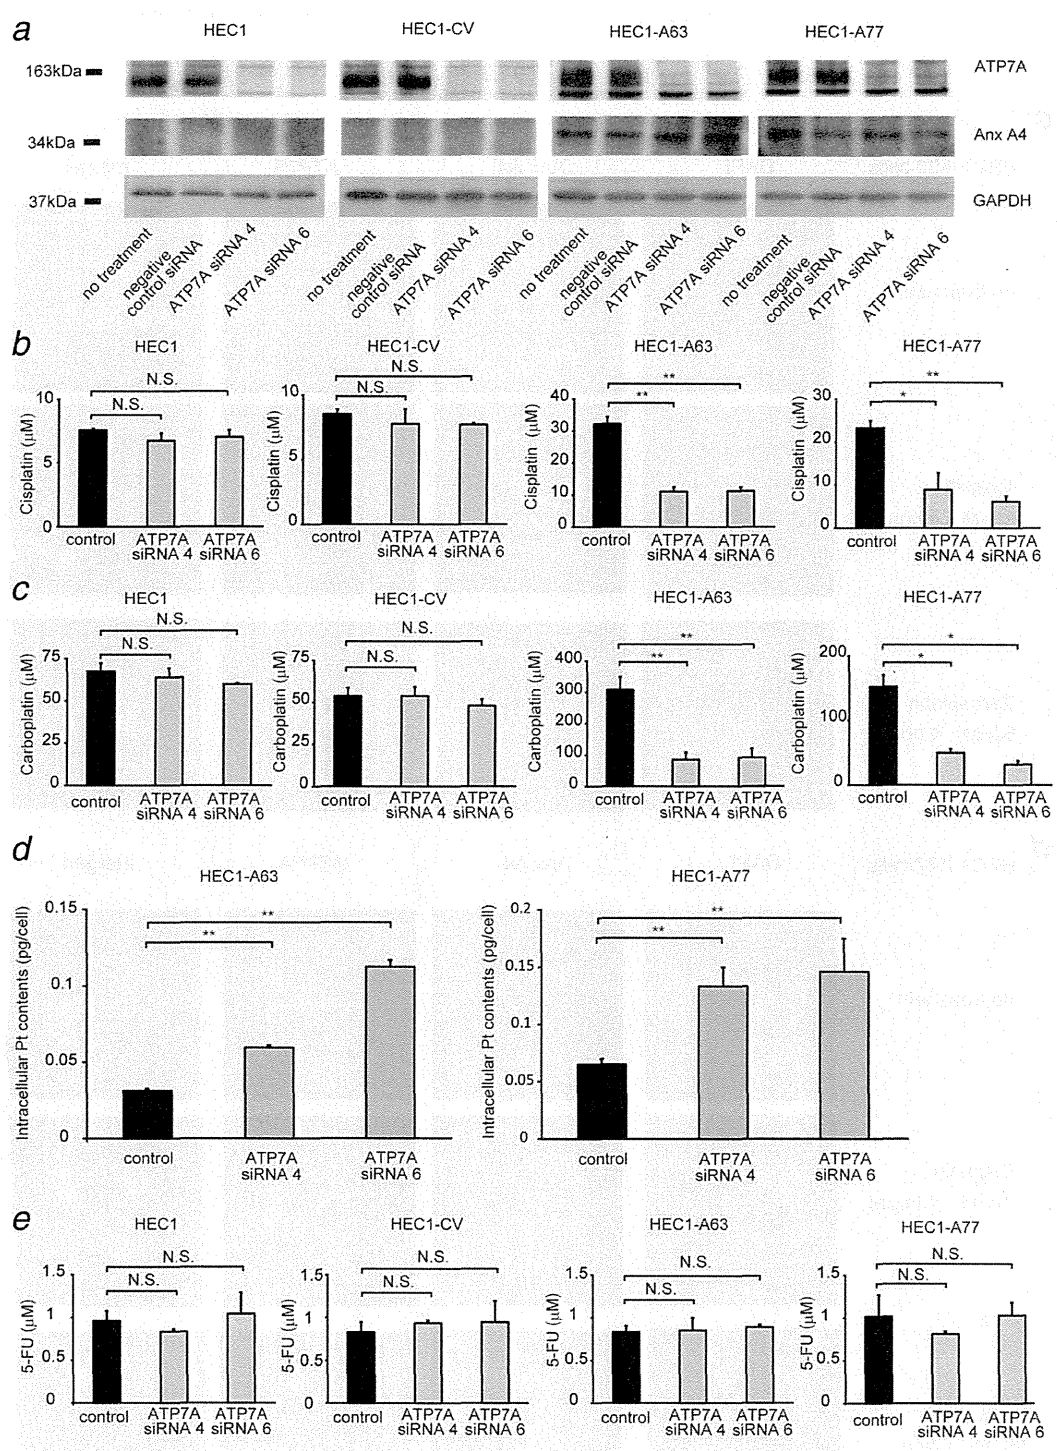 a
HEC1
HEC1-CV
HEC1-A63
HEC1-A77
163kDa
ATP7A
34kDa
Anx A4
37kDa
GAPDH
no treatment
negative
control siRNA
ATP7A siRNA 4
ATP7A siRNA 6
no treatment
negative
control siRNA
ATP7A siRNA 4
ATP7A siRNA 6
no treatment
negative
control siRNA
ATP7A siRNA 4
ATP7A siRNA 6
no treatment
negative
control siRNA
ATP7A siRNA 4
ATP7A siRNA 6
b
HEC1
N.S.
N.S.
Cisplatin (μM)
10
5
0
control
ATP7A
siRNA 4
ATP7A
siRNA 6
HEC1-CV
N.S.
N.S.
Cisplatin (μM)
10
5
0
control
ATP7A
siRNA 4
ATP7A
siRNA 6
HEC1-A63
**
**
Cisplatin (μM)
40
30
20
10
0
control
ATP7A
siRNA 4
ATP7A
siRNA 6
HEC1-A77
**
*
Cisplatin (μM)
30
20
10
0
control
ATP7A
siRNA 4
ATP7A
siRNA 6
c
HEC1
N.S.
N.S.
Carboplatin (μM)
75
50
25
0
control
ATP7A
siRNA 4
ATP7A
siRNA 6
HEC1-CV
N.S.
N.S.
Carboplatin (μM)
75
50
25
0
control
ATP7A
siRNA 4
ATP7A
siRNA 6
HEC1-A63
**
**
Carboplatin (μM)
400
300
200
100
0
control
ATP7A
siRNA 4
ATP7A
siRNA 6
HEC1-A77
*
*
Carboplatin (μM)
200
100
0
control
ATP7A
siRNA 4
ATP7A
siRNA 6
d
HEC1-A63
**
**
Intracellular Pt contents (pg/cell)
0.15
0.1
0.05
0
control
ATP7A
siRNA 4
ATP7A
siRNA 6
HEC1-A77
**
**
Intracellular Pt contents (pg/cell)
0.2
0.15
0.1
0.05
0
control
ATP7A
siRNA 4
ATP7A
siRNA 6
e
HEC1
N.S.
N.S.
5-FU (μM)
1.5
1
0.5
0
control
ATP7A
siRNA 4
ATP7A
siRNA 6
HEC1-CV
N.S.
N.S.
5-FU (μM)
1.5
1
0.5
0
control
ATP7A
siRNA 4
ATP7A
siRNA 6
HEC1-A63
N.S.
N.S.
5-FU (μM)
1.5
1
0.5
0
control
ATP7A
siRNA 4
ATP7A
siRNA 6
HEC1-A77
N.S.
N.S.
5-FU (μM)
1.5
1
0.5
0
control
ATP7A
siRNA 4
ATP7A
siRNA 6